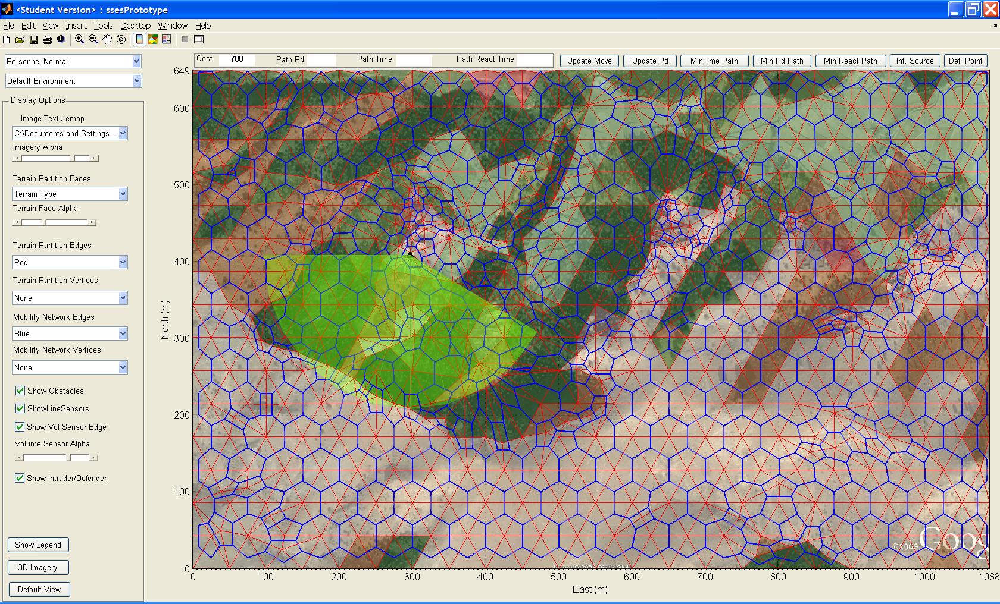 <Student Version> : ssesPrototype
File Edit View Insert Tools Desktop Window Help
Personnel-Normal
Default Environment
Cost 700 Path Pd Path Time Path React Time
Update Move Update Pd MinTime Path Min Pd Path Min React Path Int. Source Def. Point
Display Options
Image Texturemap
C:\Documents and Settings...
Imagery Alpha
Terrain Partition Faces
Terrain Type
Terrain Face Alpha
Terrain Partition Edges
Red
Terrain Partition Vertices
None
Mobility Network Edges
Blue
Mobility Network Vertices
None
Show Obstacles
ShowLineSensors
Show Vol Sensor Edge
Volume Sensor Alpha
Show Intruder/Defender
Show Legend
3D Imagery
Default View
649
600
500
400
300
200
100
0
North (m)
0 100 200 300 400 500 600 700 800 900 1000 1088
East (m)
©2009 Goog